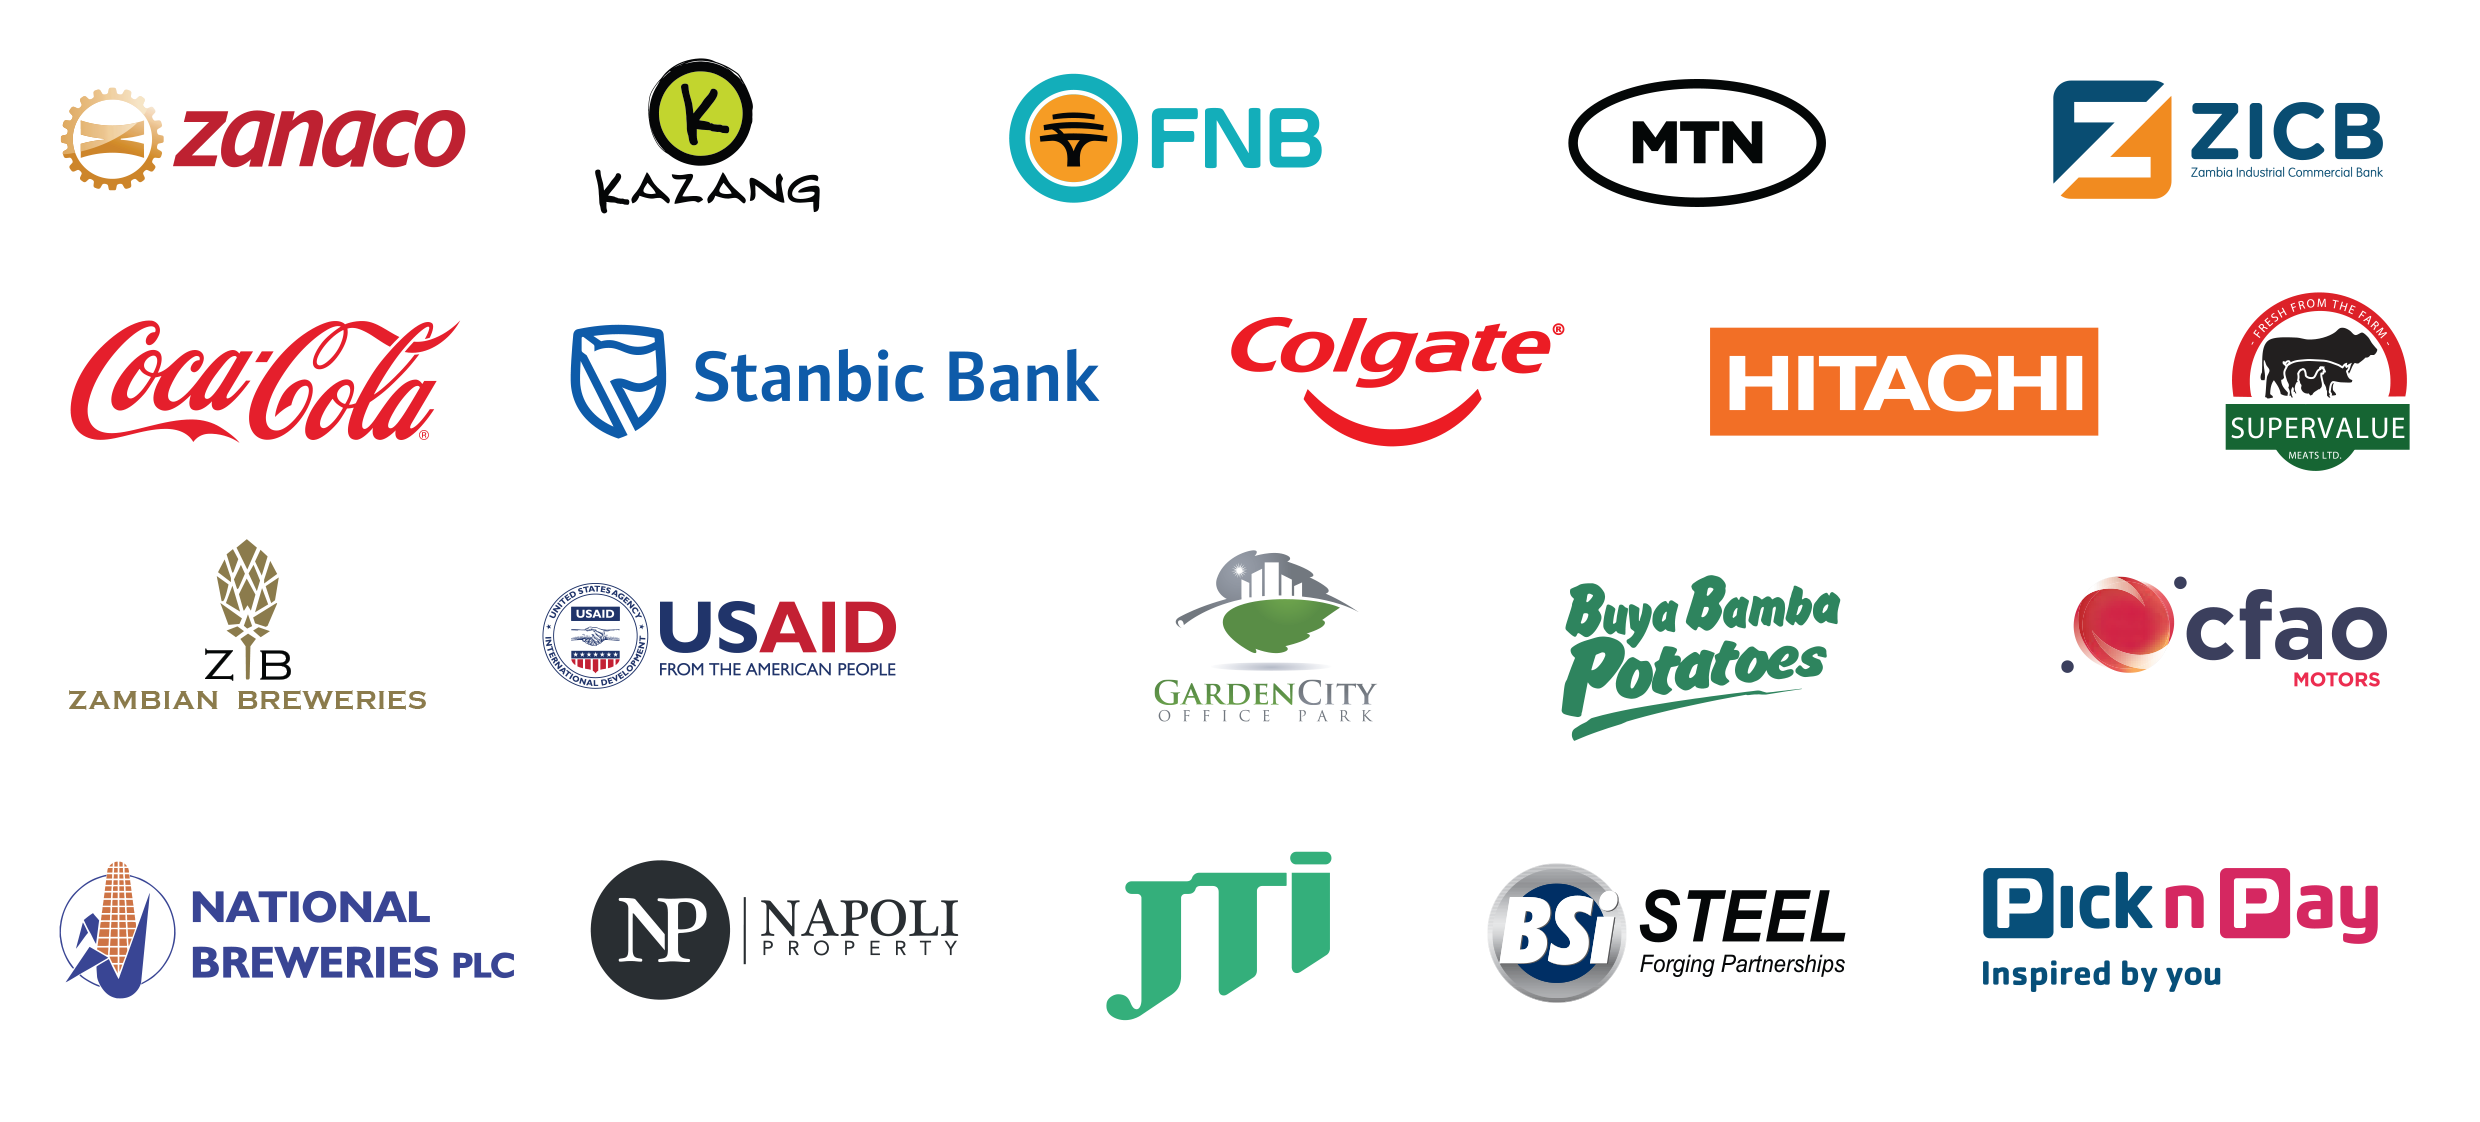 zanaco
K
KAZANG
FNB
MTN
ZICB
Zambia Industrial Commercial Bank
Coca-Cola®
Stanbic Bank
Colgate®
HITACHI
- FRESH FROM THE FARM -
SUPERVALUE
MEATS LTD.
Z B
ZAMBIAN BREWERIES
UNITED STATES AGENCY
USAID
INTERNATIONAL DEVELOPMENT
USAID
FROM THE AMERICAN PEOPLE
GARDENCITY
OFFICE PARK
Buya Bamba
Potatoes
cfao
MOTORS
NATIONAL
BREWERIES PLC
NP
NAPOLI
PROPERTY
JTi
BSi
STEEL
Forging Partnerships
Pick n Pay
Inspired by you